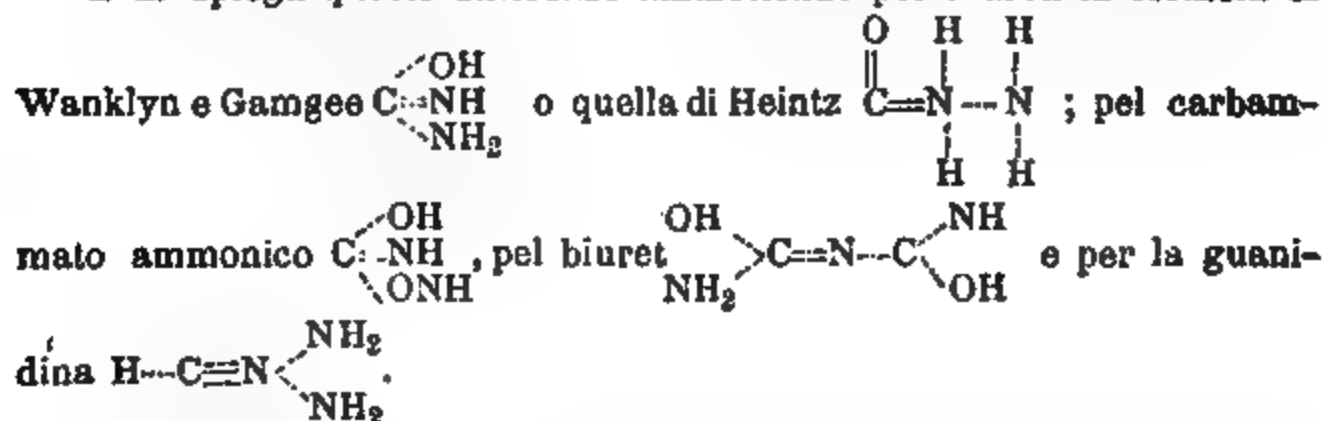 Wanklyn e Gamgee C OH NH NH₂ o quella di Heintz O H H C=N---N H H ; pel carbam-
mato ammonico C OH -NH ONH , pel biuret OH NH₂ >C=N---C NH OH e per la guani-
dína H---C≡N NH₂ NH₂ .